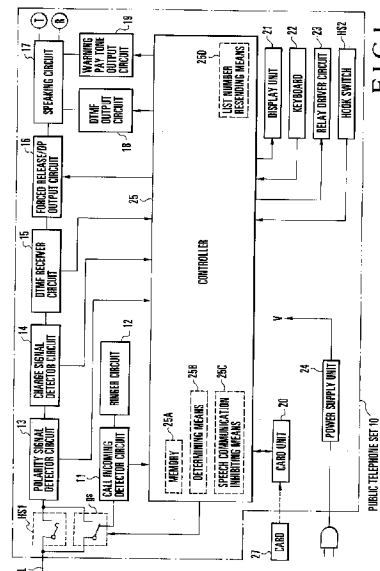 FIG.1
T
R
17
SPEAKING CIRCUIT
19
WARNING
PAY TONE
OUTPUT
CIRCUIT
16
FORCED RELEASE/OP
OUTPUT CIRCUIT
DTMF OUTPUT
CIRCUIT
18
15
DTMF RECEIVER
CIRCUIT
14
CHARGE SIGNAL
DETECTOR CIRCUIT
13
POLARITY SIGNAL
DETECTOR CIRCUIT
12
RINGER CIRCUIT
11
CALL INCOMING
DETECTOR CIRCUIT
HS1
L
25
CONTROLLER
25A
MEMORY
25B
DETERMINING MEANS
25C
SPEECH COMMUNICATION
INHIBITING MEANS
25D
LIST NUMBER
RESENDING MEANS
21
DISPLAY UNIT
22
KEYBOARD
23
RELAY DRIVER CIRCUIT
HS2
HOOK SWITCH
V
24
POWER SUPPLY UNIT
20
CARD UNIT
27
CARD
PUBLIC TELEPHONE SET 10